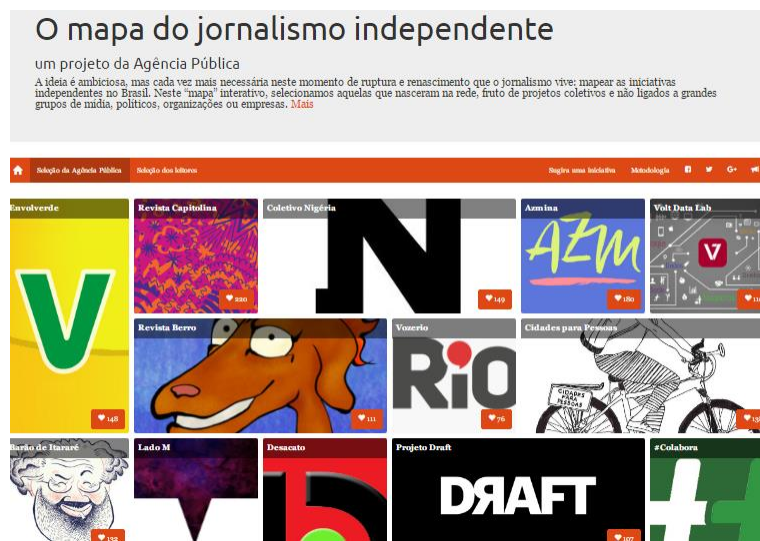 O mapa do jornalismo independente
um projeto da Agência Pública
A ideia é ambiciosa, mas cada vez mais necessária neste momento de ruptura e renascimento que o jornalismo vive: mapear as iniciativas
independentes no Brasil. Neste “mapa” interativo, selecionamos aquelas que nasceram na rede, fruto de projetos coletivos e não ligados a grandes
grupos de mídia, políticos, organizações ou empresas. Mais
Seleção da Agência Pública Seleção dos leitores Sugira uma iniciativa Metodologia
Envolverde Revista Capitolina Coletivo Nigéria Azmina Volt Data Lab
V N AZM V
220 149 180
Revista Berro Vozerio Cidades para Pessoas
RIO
CIDADES
PARA
PESSOAS
148 111 76
Barão de Itararé Lado M Desacato Projeto Draft #Colabora
DRAFT